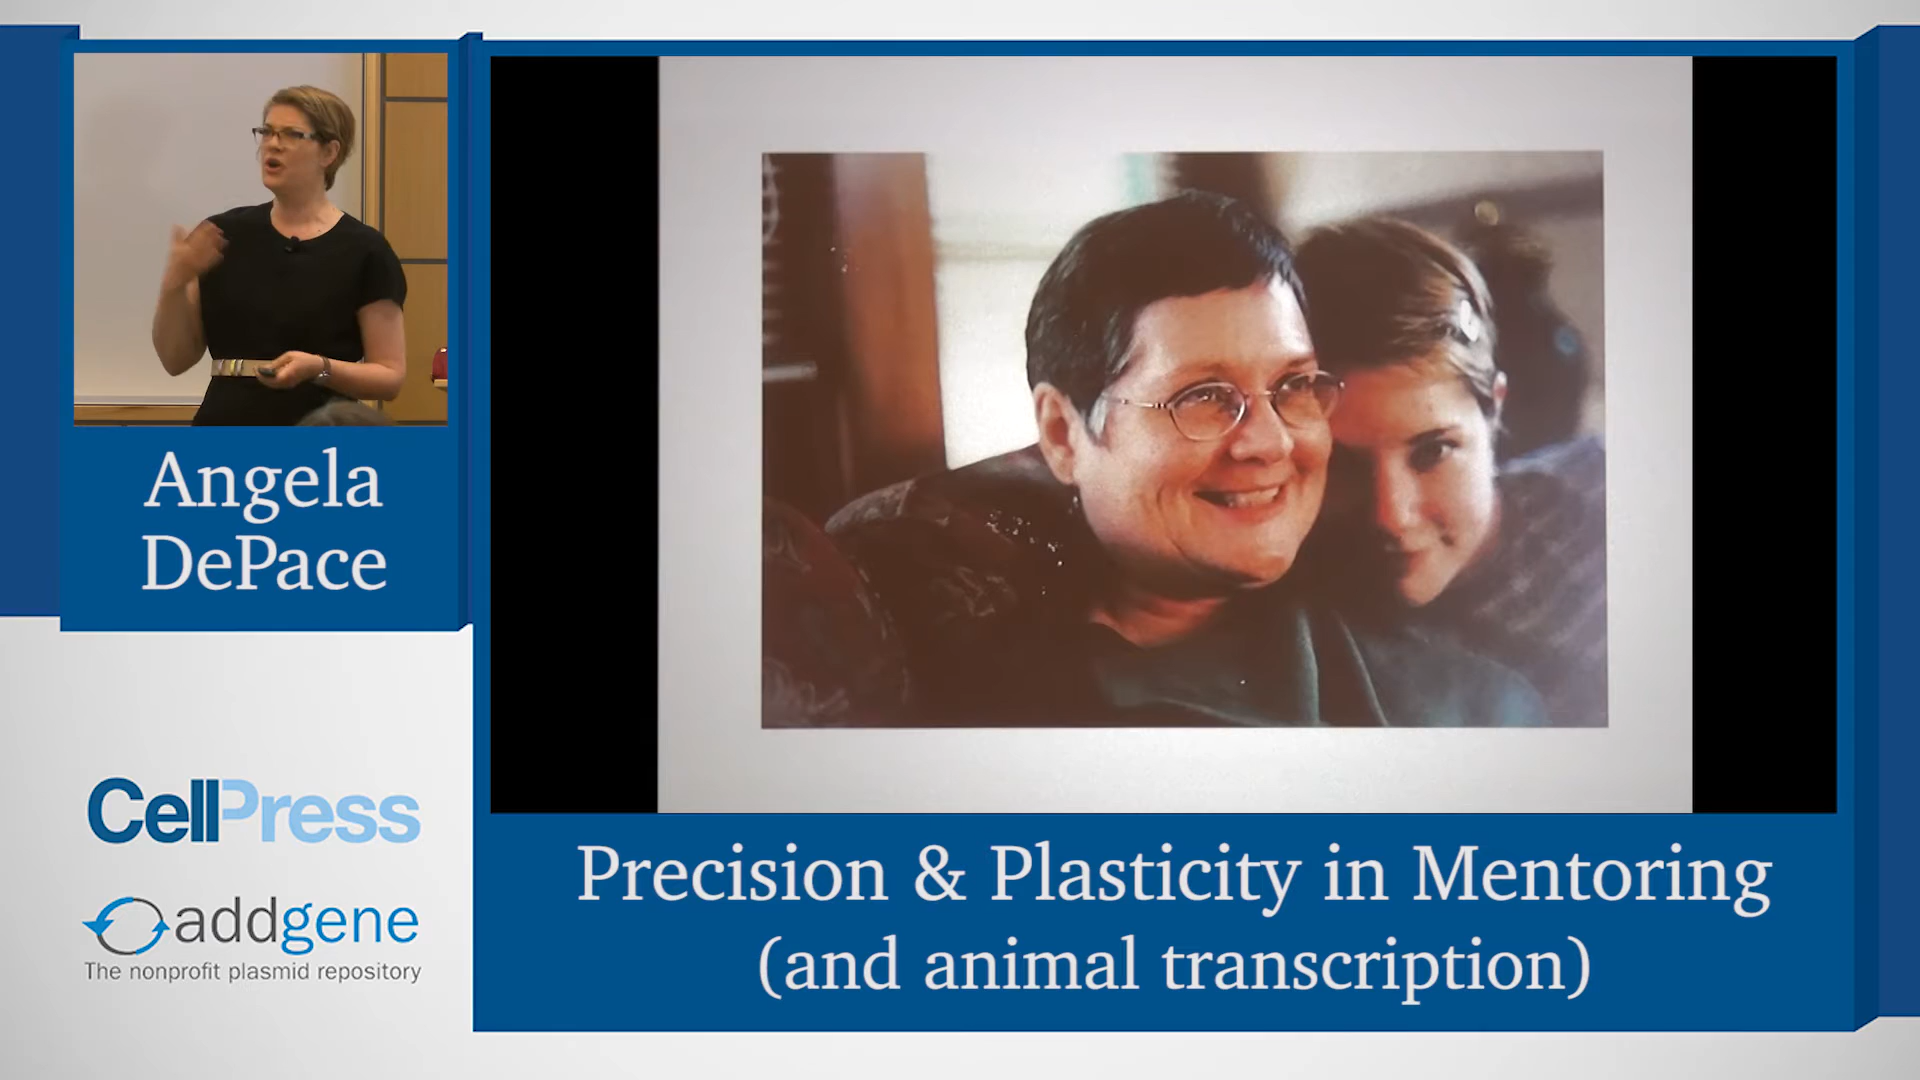 Angela
DePace
CellPress
addgene
The nonprofit plasmid repository
Precision & Plasticity in Mentoring
(and animal transcription)